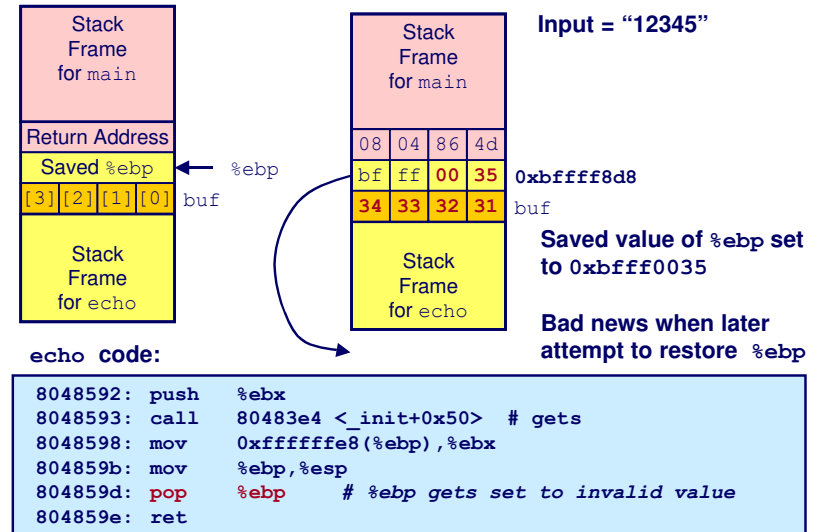 Stack
Frame
for main
Return Address
Saved %ebp
%ebp
[3] [2] [1] [0] buf
Stack
Frame
for echo
Stack
Frame
for main
08 04 86 4d
bf ff 00 35 0xbffff8d8
34 33 32 31 buf
Stack
Frame
for echo
Input = “12345”
Saved value of %ebp set
to 0xbfff0035
Bad news when later
attempt to restore %ebp
echo code:
8048592: push %ebx
8048593: call 80483e4 <_init+0x50> # gets
8048598: mov 0xffffffe8(%ebp),%ebx
804859b: mov %ebp,%esp
804859d: pop %ebp # %ebp gets set to invalid value
804859e: ret